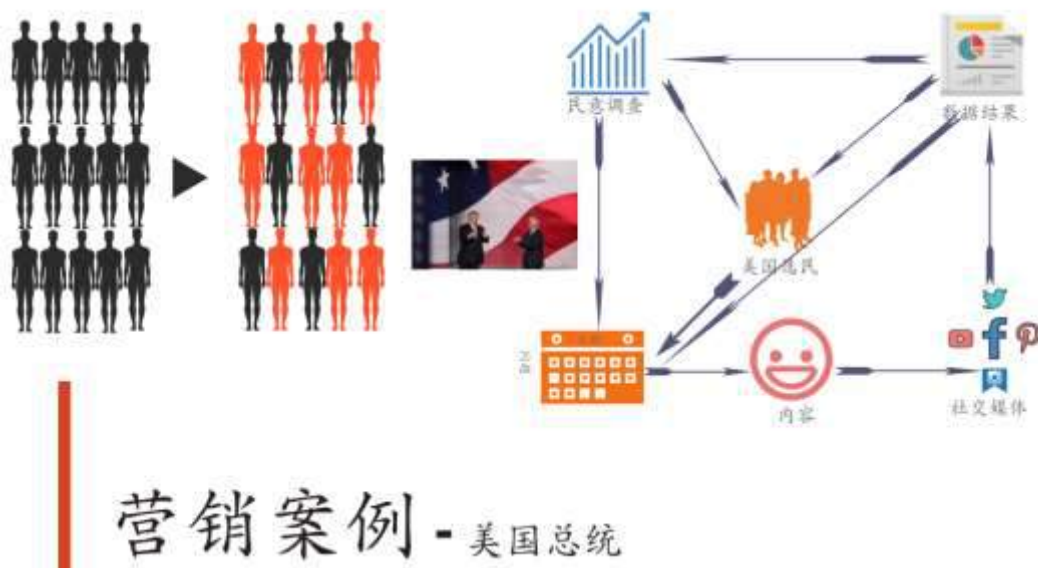 民意调查
数据结果
美国选民
内容
社交媒体
营销案例 - 美国总统